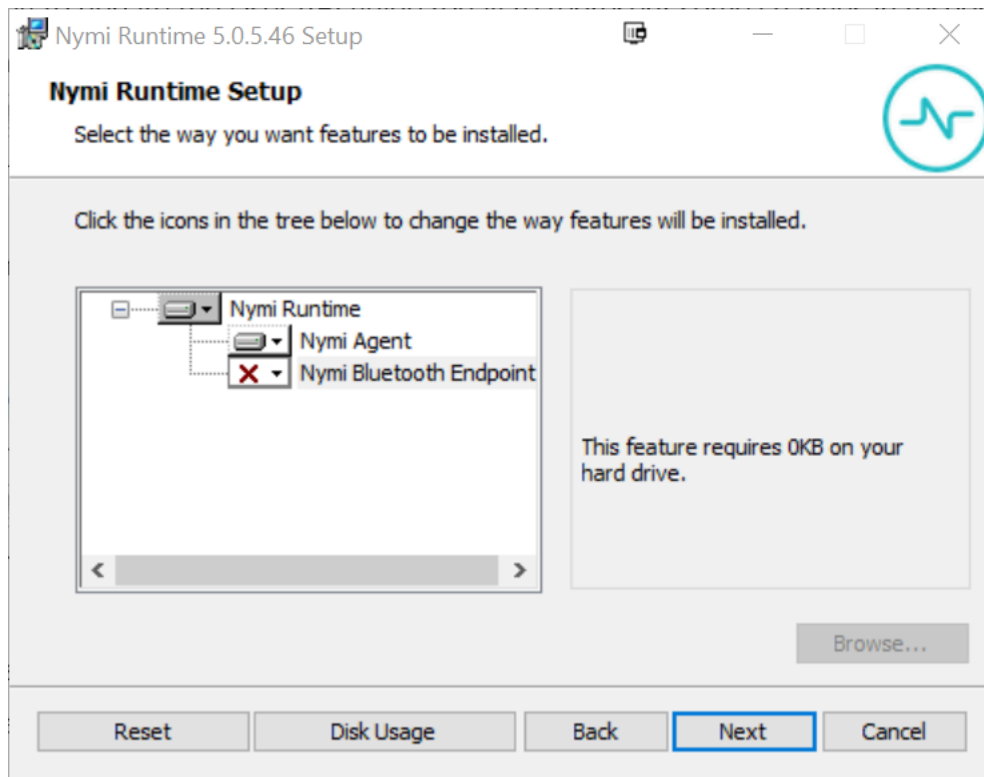 Nymi Runtime 5.0.5.46 Setup
Nymi Runtime Setup
Select the way you want features to be installed.
Click the icons in the tree below to change the way features will be installed.
Nymi Runtime
Nymi Agent
Nymi Bluetooth Endpoint
This feature requires 0KB on your
hard drive.
Browse...
Reset
Disk Usage
Back
Next
Cancel